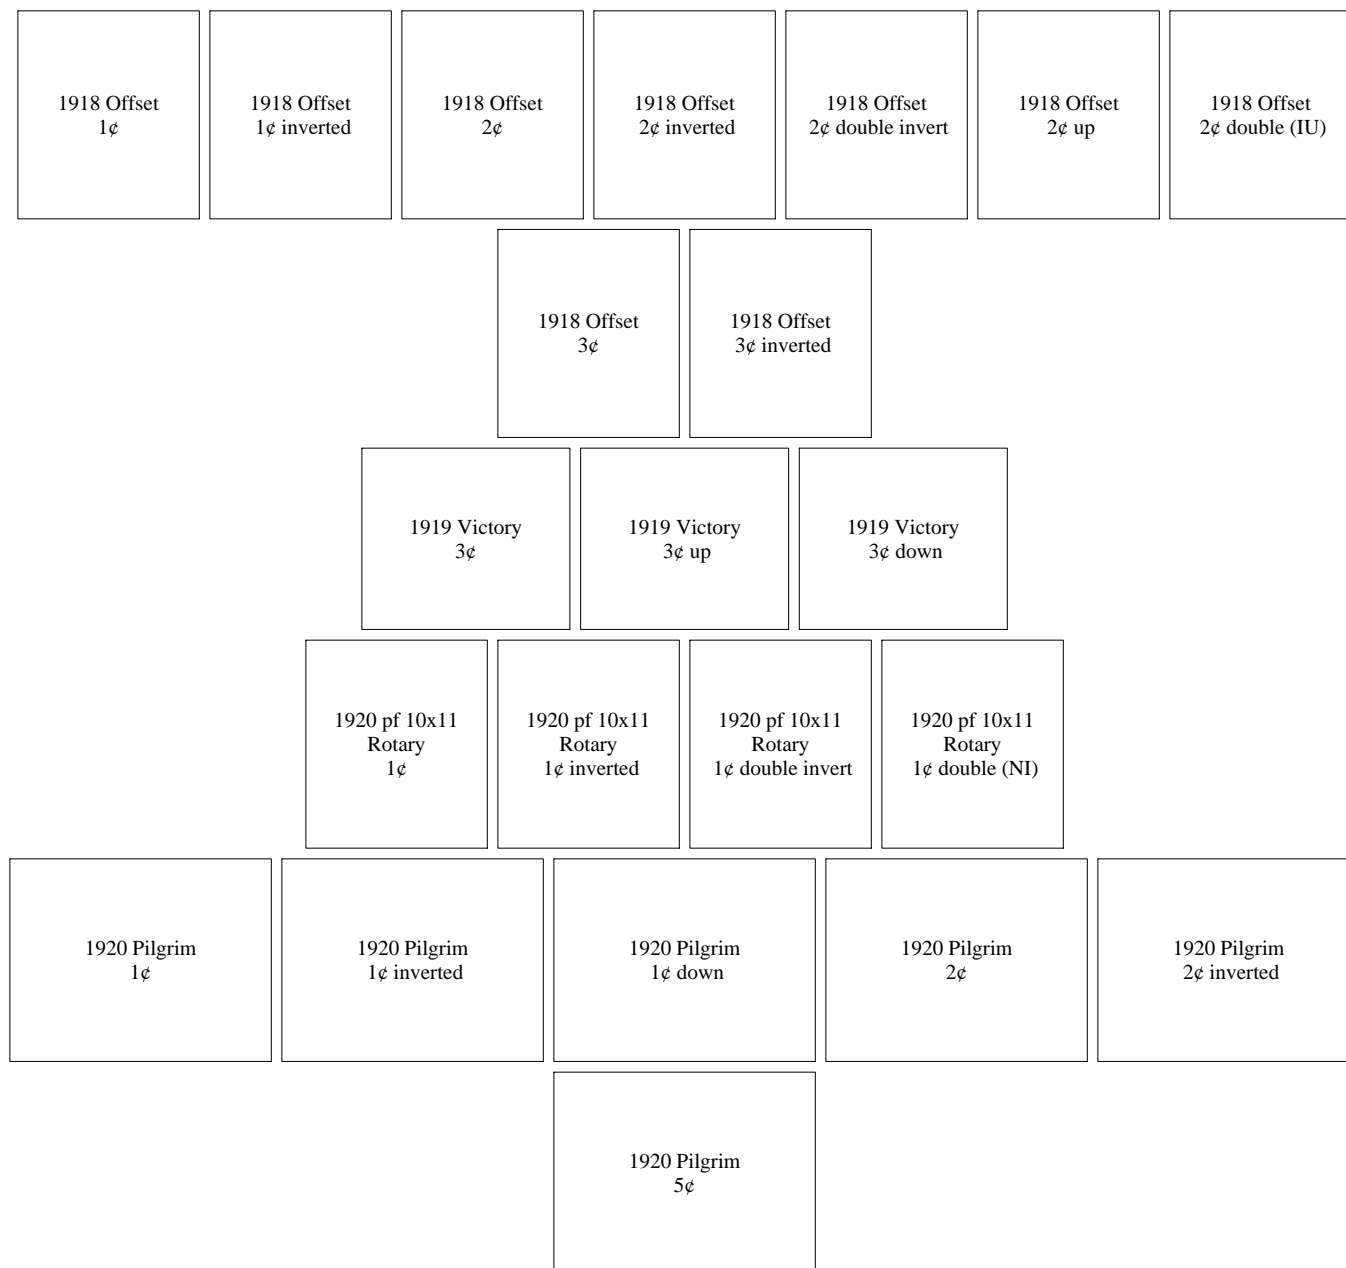 1918 Offset
1¢
1918 Offset
1¢ inverted
1918 Offset
2¢
1918 Offset
2¢ inverted
1918 Offset
2¢ double invert
1918 Offset
2¢ up
1918 Offset
2¢ double (IU)
1918 Offset
3¢
1918 Offset
3¢ inverted
1919 Victory
3¢
1919 Victory
3¢ up
1919 Victory
3¢ down
1920 pf 10x11
Rotary
1¢
1920 pf 10x11
Rotary
1¢ inverted
1920 pf 10x11
Rotary
1¢ double invert
1920 pf 10x11
Rotary
1¢ double (NI)
1920 Pilgrim
1¢
1920 Pilgrim
1¢ inverted
1920 Pilgrim
1¢ down
1920 Pilgrim
2¢
1920 Pilgrim
2¢ inverted
1920 Pilgrim
5¢